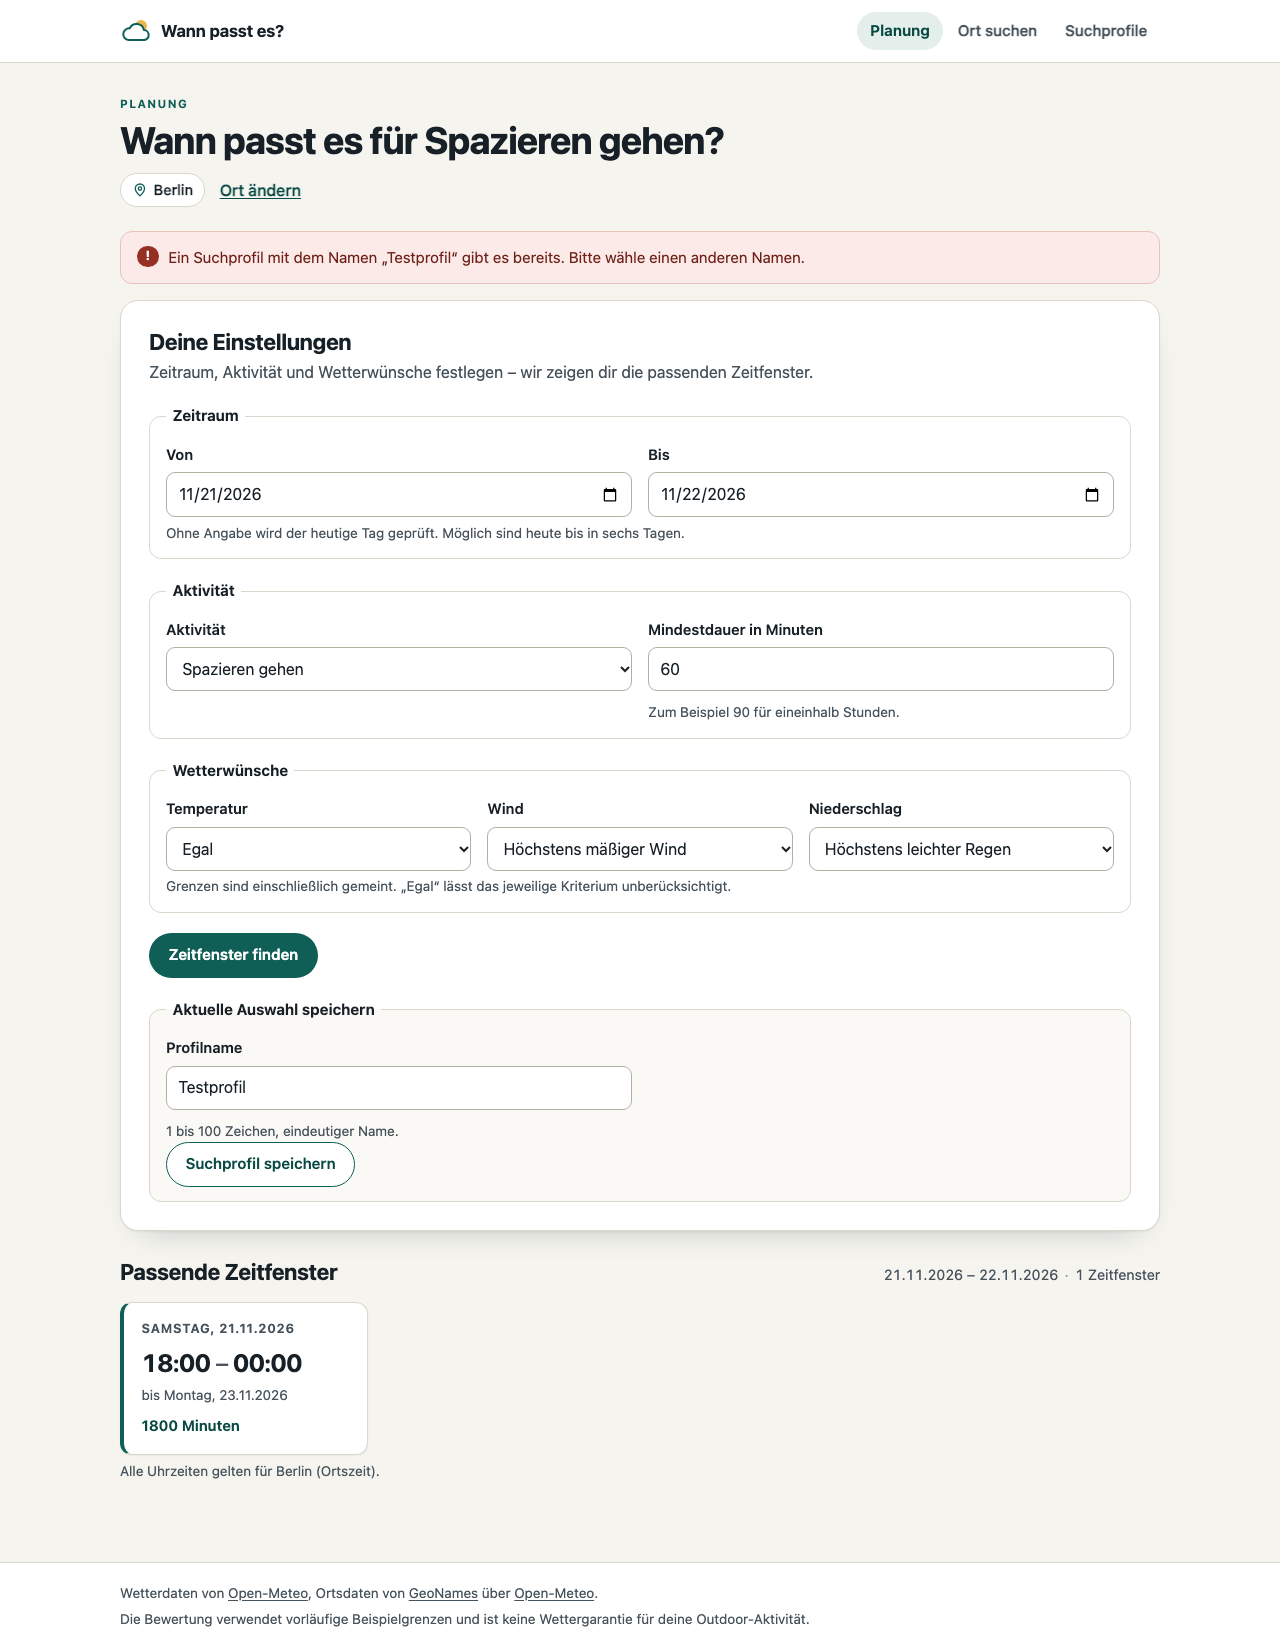 Wann passt es?
Planung
Ort suchen
Suchprofile
PLANUNG
Wann passt es für Spazieren gehen?
Berlin
Ort ändern
! Ein Suchprofil mit dem Namen „Testprofil“ gibt es bereits. Bitte wähle einen anderen Namen.
Deine Einstellungen
Zeitraum, Aktivität und Wetterwünsche festlegen – wir zeigen dir die passenden Zeitfenster.
Zeitraum
Von
Bis
11/21/2026
11/22/2026
Ohne Angabe wird der heutige Tag geprüft. Möglich sind heute bis in sechs Tagen.
Aktivität
Aktivität
Mindestdauer in Minuten
Spazieren gehen
60
Zum Beispiel 90 für eineinhalb Stunden.
Wetterwünsche
Temperatur
Wind
Niederschlag
Egal
Höchstens mäßiger Wind
Höchstens leichter Regen
Grenzen sind einschließlich gemeint. „Egal“ lässt das jeweilige Kriterium unberücksichtigt.
Zeitfenster finden
Aktuelle Auswahl speichern
Profilname
Testprofil
1 bis 100 Zeichen, eindeutiger Name.
Suchprofil speichern
Passende Zeitfenster
21.11.2026 – 22.11.2026 · 1 Zeitfenster
SAMSTAG, 21.11.2026
18:00 – 00:00
bis Montag, 23.11.2026
1800 Minuten
Alle Uhrzeiten gelten für Berlin (Ortszeit).
Wetterdaten von Open-Meteo, Ortsdaten von GeoNames über Open-Meteo.
Die Bewertung verwendet vorläufige Beispielgrenzen und ist keine Wettergarantie für deine Outdoor-Aktivität.